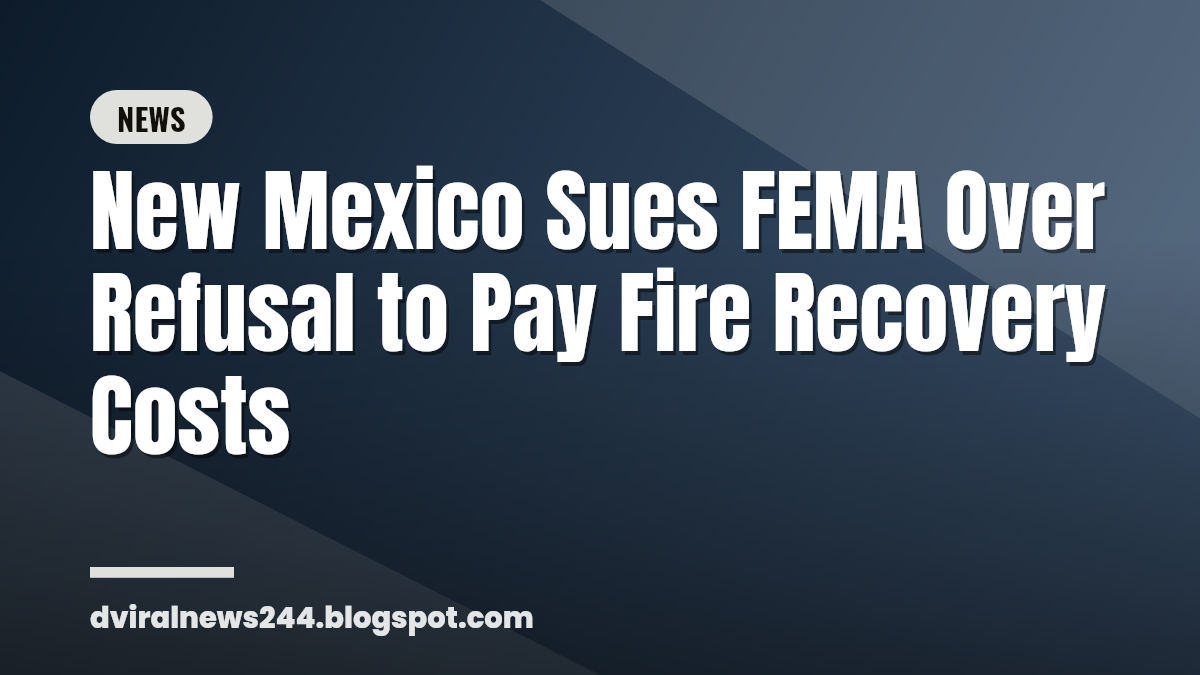 NEWS
New Mexico Sues FEMA Over
Refusal to Pay Fire Recovery
Costs
dviralnews244.blogspot.com